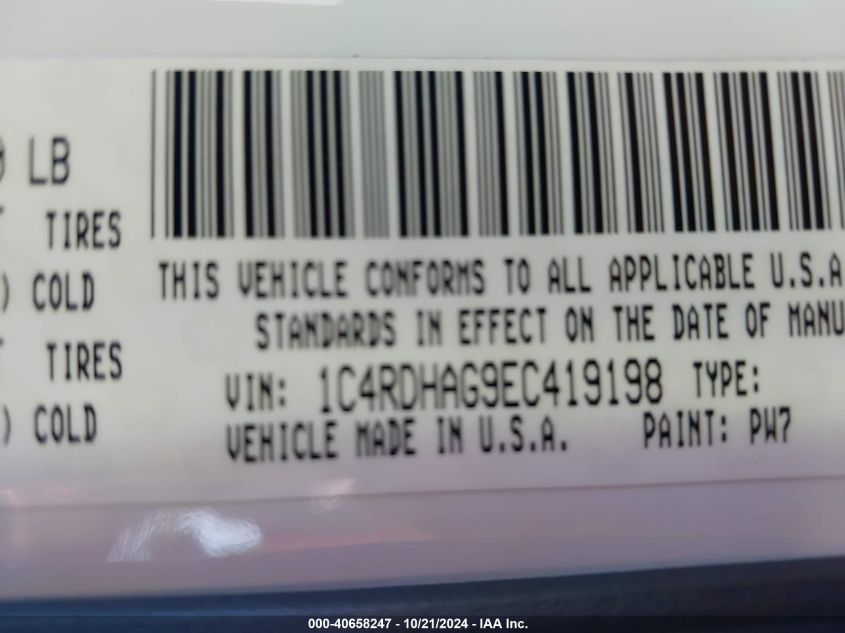 LB
TIRES
THIS VEHICLE CONFORMS TO ALL APPLICABLE U.S.A
) COLD
STANDARDS IN EFFECT ON THE DATE OF MANU
TIRES
VIN: 1C4RDHAG9EC419198 TYPE:
) COLD
VEHICLE MADE IN U.S.A. PAINT: PW7
000-40658247 - 10/21/2024 - IAA Inc.